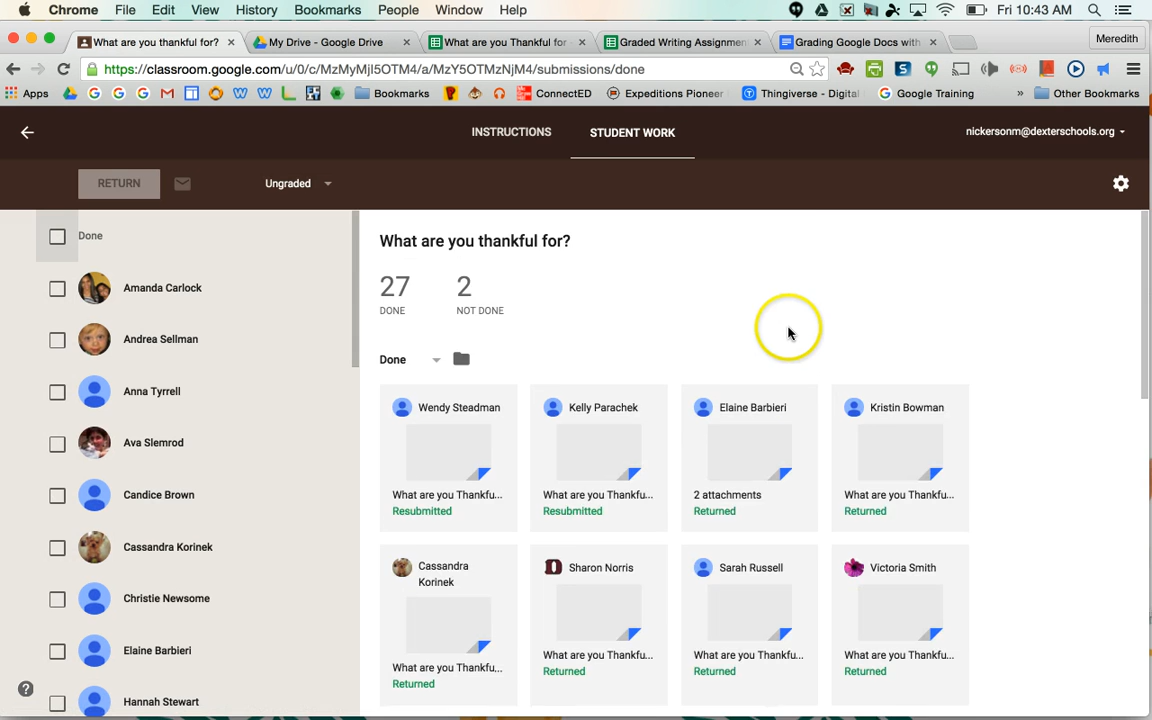 Chrome File Edit View History Bookmarks People Window Help Fri 10:43 AM
What are you thankful for? My Drive - Google Drive What are you thankful for Graded Writing Assignmen Grading Google Docs with Meredith
https://classroom.google.com/u/0/c/MzMyMjI5OTM4/a/MzY5OTMzNjM4/submissions/done
Apps Bookmarks ConnectED Expeditions Pioneer Thingiverse - Digital Google Training » Other Bookmarks
INSTRUCTIONS STUDENT WORK nickersonm@dexterschools.org
RETURN Ungraded
Done
Amanda Carlock
Andrea Sellman
Anna Tyrrell
Ava Slemrod
Candice Brown
Cassandra Korinek
Christie Newsome
Elaine Barbieri
Hannah Stewart
What are you thankful for?
27 2
DONE NOT DONE
Done
Wendy Steadman Kelly Parachek Elaine Barbieri Kristin Bowman
What are you Thankfu... What are you Thankfu... 2 attachments What are you Thankfu...
Resubmitted Resubmitted Returned Returned
Cassandra Korinek Sharon Norris Sarah Russell Victoria Smith
What are you Thankfu... What are you Thankfu... What are you Thankfu... What are you Thankfu...
Returned Returned Returned Returned